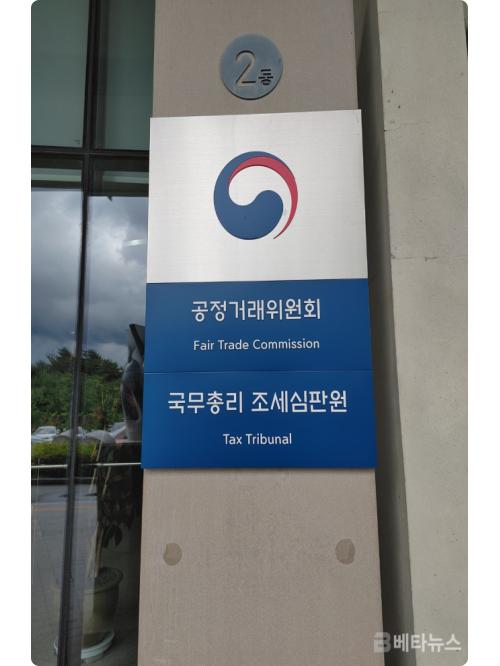 2동
공정거래위원회
Fair Trade Commission
국무총리 조세심판원
Tax Tribunal
베타뉴스